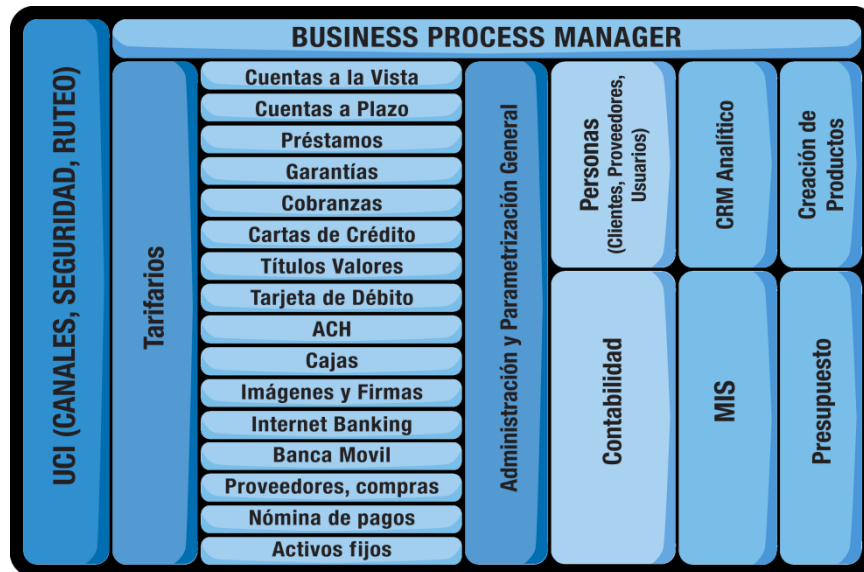 BUSINESS PROCESS MANAGER
UCI (CANALES, SEGURIDAD, RUTEO)
Tarifarios
Cuentas a la Vista
Cuentas a Plazo
Préstamos
Garantías
Cobranzas
Cartas de Crédito
Títulos Valores
Tarjeta de Débito
ACH
Cajas
Imágenes y Firmas
Internet Banking
Banca Movil
Proveedores, compras
Nómina de pagos
Activos fijos
Administración y Parametrización General
Personas
(Clientes, Proveedores,
Usuarios)
CRM Analítico
Creación de
Productos
Contabilidad
MIS
Presupuesto